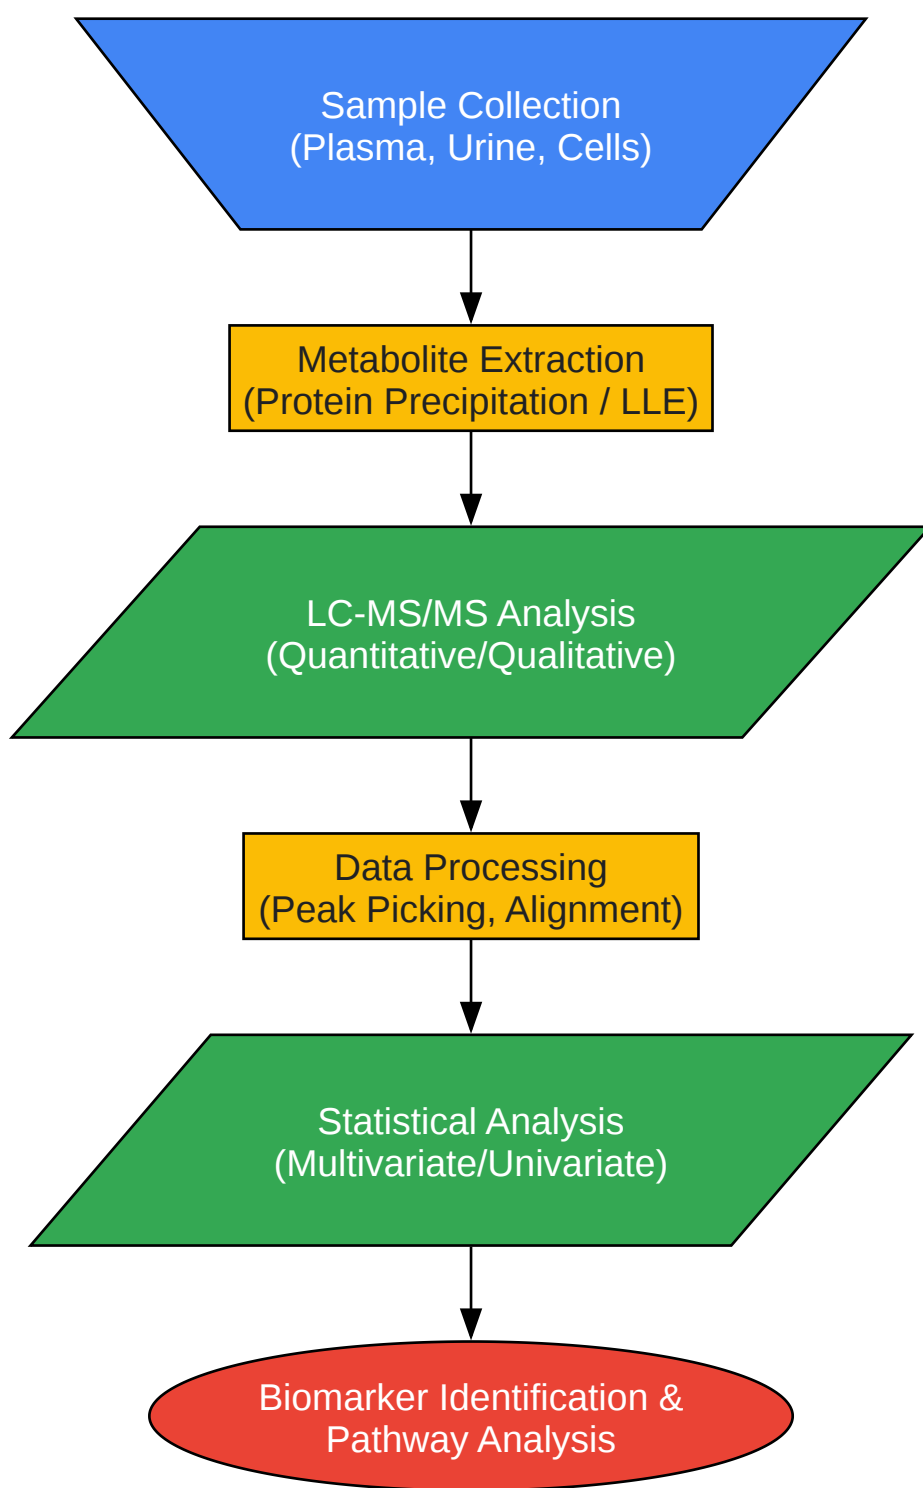 Sample Collection
(Plasma, Urine, Cells)
Metabolite Extraction
(Protein Precipitation / LLE)
LC-MS/MS Analysis
(Quantitative/Qualitative)
Data Processing
(Peak Picking, Alignment)
Statistical Analysis
(Multivariate/Univariate)
Biomarker Identification &
Pathway Analysis